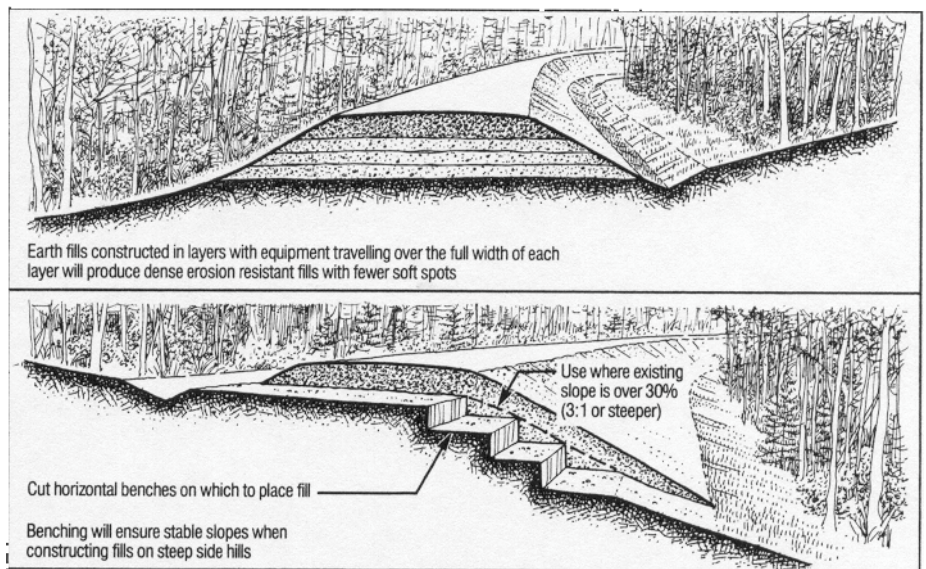 Earth fills constructed in layers with equipment travelling over the full width of each
layer will produce dense erosion resistant fills with fewer soft spots
Use where existing
slope is over 30%
(3:1 or steeper)
Cut horizontal benches on which to place fill
Benching will ensure stable slopes when
constructing fills on steep side hills